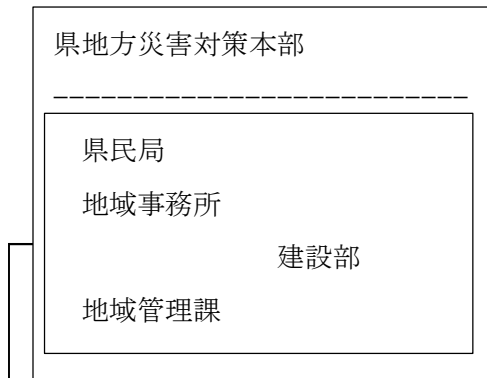 県地方災害対策本部
県民局
地域事務所
建設部
地域管理課